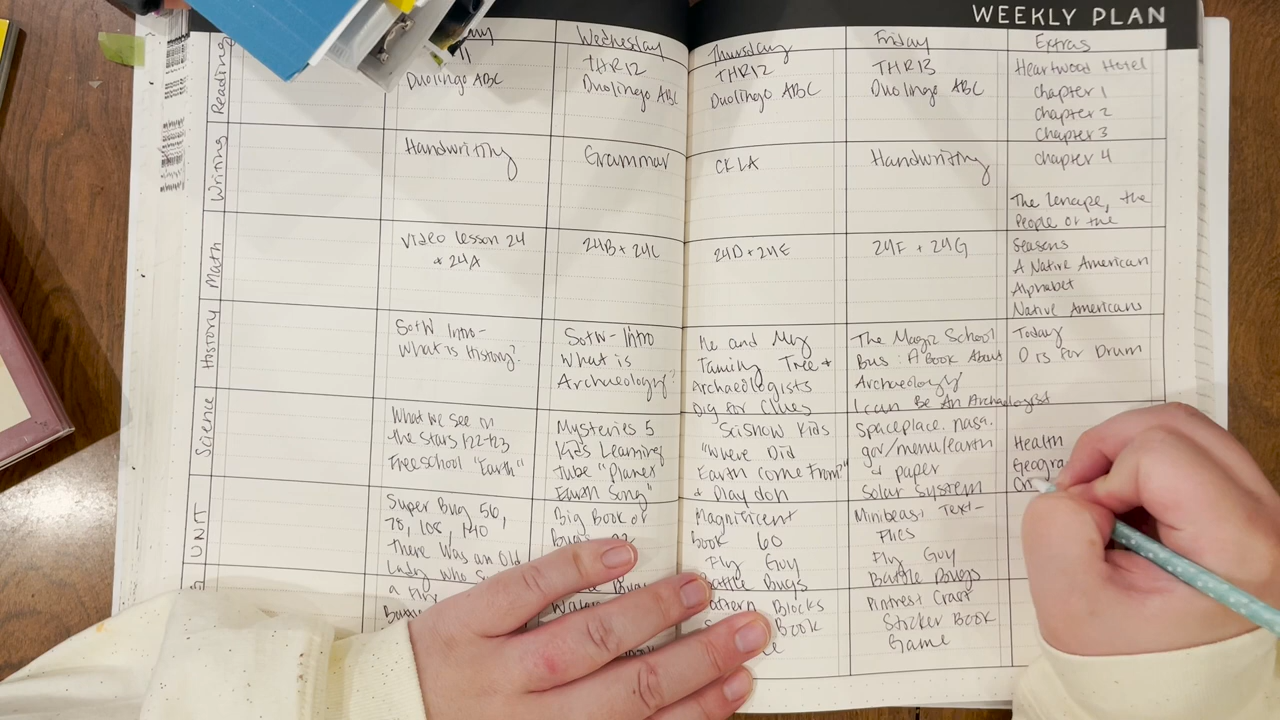 WEEKLY PLAN
Wednesday
Thursday
Friday
Extras
Reading
Duolingo ABC
THR12
Duolingo ABC
THR12
Duolingo ABC
THR13
Duolingo ABC
Heartwood Hotel
chapter 1
chapter 2
chapter 3
Writing
Handwriting
Grammar
CKLA
Handwriting
chapter 4
The Lenape, the
People of the
Math
Video lesson 24
+ 24A
24B + 24C
24D + 24E
24F + 24G
Seasons
A Native American
Alphabet
Native Americans
History
SotW Intro-
What is History?
SotW- Intro
What is
Archaeology?
Me and My
Family Tree +
Archaeologists
Dig for Clues
The Magic School
Bus: A Book About
Archaeology
I can Be An Archaeologist
Today
D is for Drum
Science
What we see in
the Stars 122-123
Treeschool "Earth"
Mysteries 5
Kids Learning
Tube "Planet
Earth Song"
SciShow Kids
"Where Did
Earth come From"
+ playdoh
spaceplace.nasa.
gov/menu/earth
+ paper
Solar System
Health
Geogra
UNIT
Super Bug 56,
78, 108, 140
There Was an Old
Lady Who
a Fly
Big Book of
Bugs
Magnificent
Book 60
Fly Guy
Battle Bugs
Minibeast Text-
Flies
Fly Guy
Battle Bugs
Pattern Blocks
Book
Pintrest Craft
Sticker Book
Game